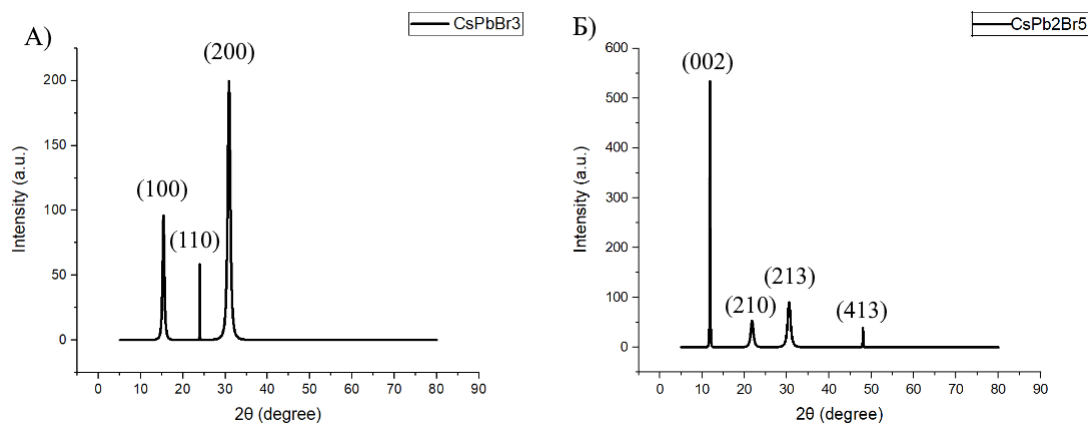 А)
CsPbBr3
(200)
(100)
(110)
200
150
100
50
0
Intensity (a.u.)
0 10 20 30 40 50 60 70 80 90
2θ (degree)
Б)
CsPb2Br5
(002)
(213)
(210)
(413)
600
500
400
300
200
100
0
Intensity (a.u.)
0 10 20 30 40 50 60 70 80 90
2θ (degree)